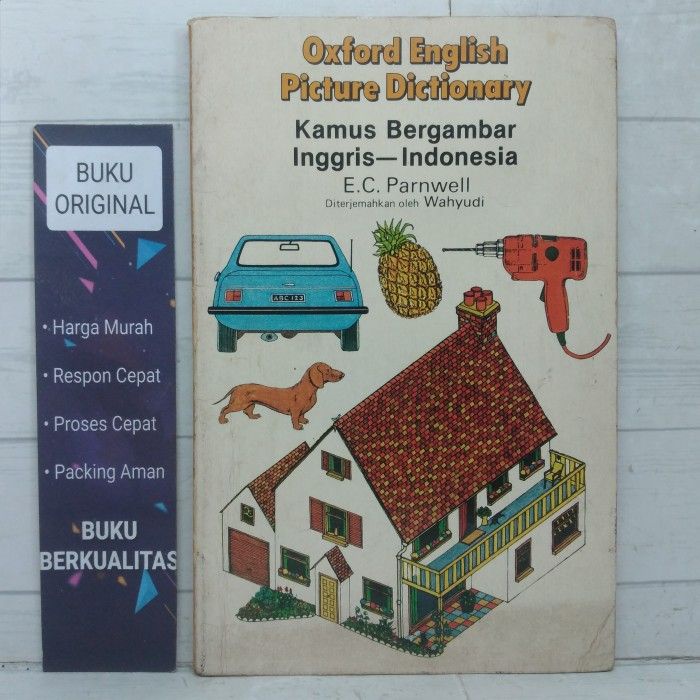 BUKU
ORIGINAL
• Harga Murah
• Respon Cepat
• Proses Cepat
• Packing Aman
BUKU
BERKUALITAS
Oxford English
Picture Dictionary
Kamus Bergambar
Inggris—Indonesia
E.C. Parnwell
Diterjemahkan oleh Wahyudi
ABC 123